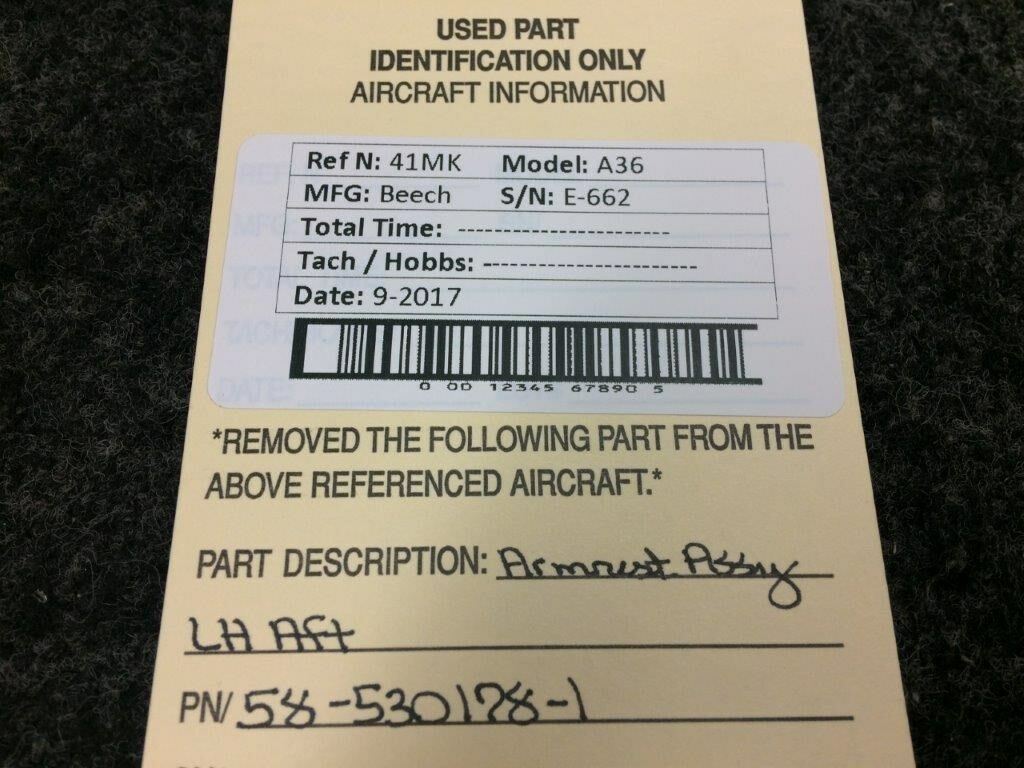 USED PART
IDENTIFICATION ONLY
AIRCRAFT INFORMATION
Ref N: 41MK Model: A36
MFG: Beech S/N: E-662
Total Time: -----------------------
Tach / Hobbs: -----------------------
Date: 9-2017
0 00 12345 67890 5
*REMOVED THE FOLLOWING PART FROM THE
ABOVE REFERENCED AIRCRAFT.*
PART DESCRIPTION: Armrest Assy
LH Aft
PN/ 58-530178-1